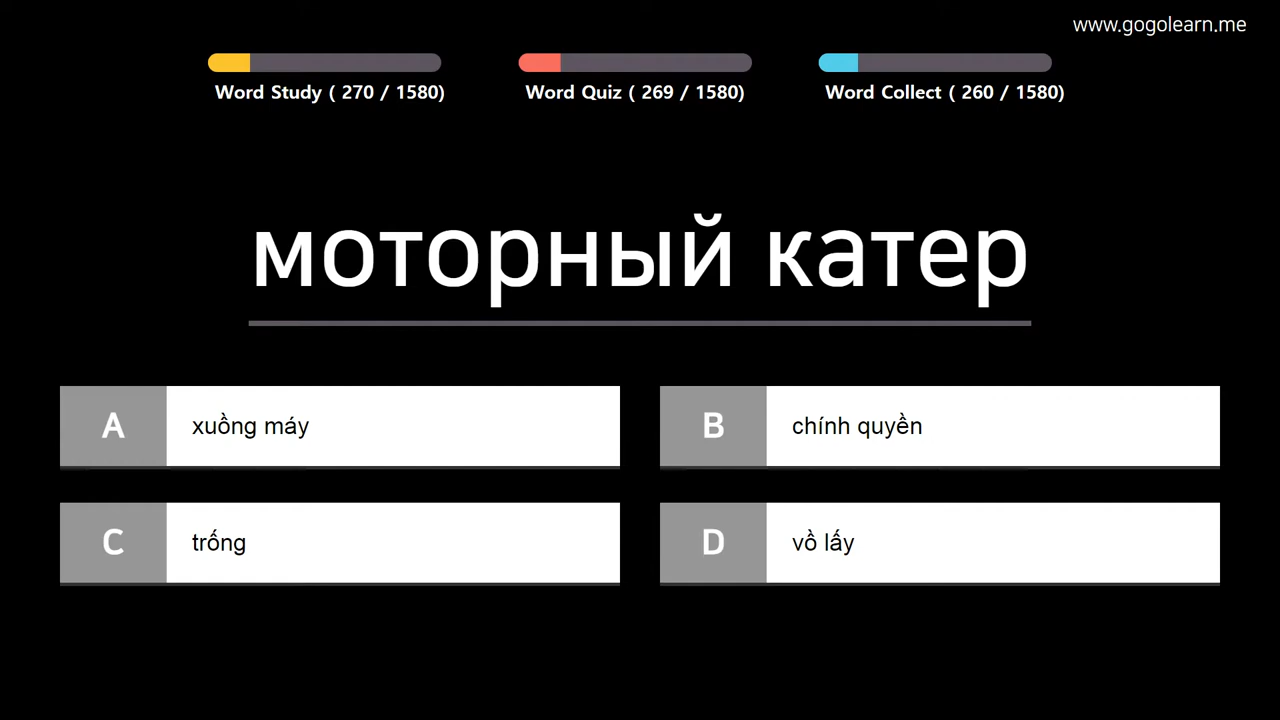 www.gogolearn.me
Word Study ( 270 / 1580)
Word Quiz ( 269 / 1580)
Word Collect ( 260 / 1580)
моторный катер
A xuồng máy
B chính quyền
C trống
D vồ lấy